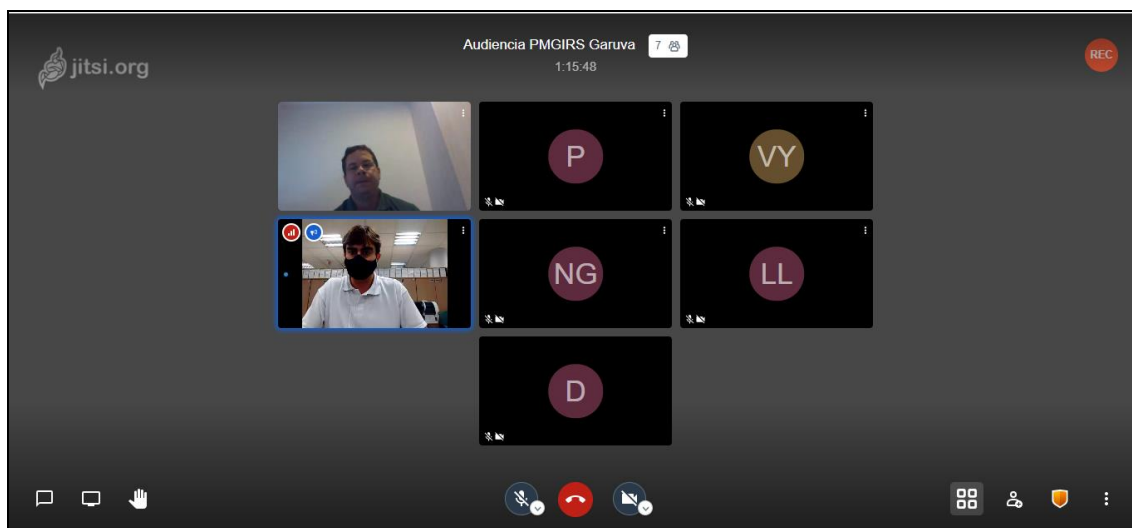 jitsi.org
Audiencia PMGIRS Garuva 7
1:15:48
REC
P
VY
NG
LL
D